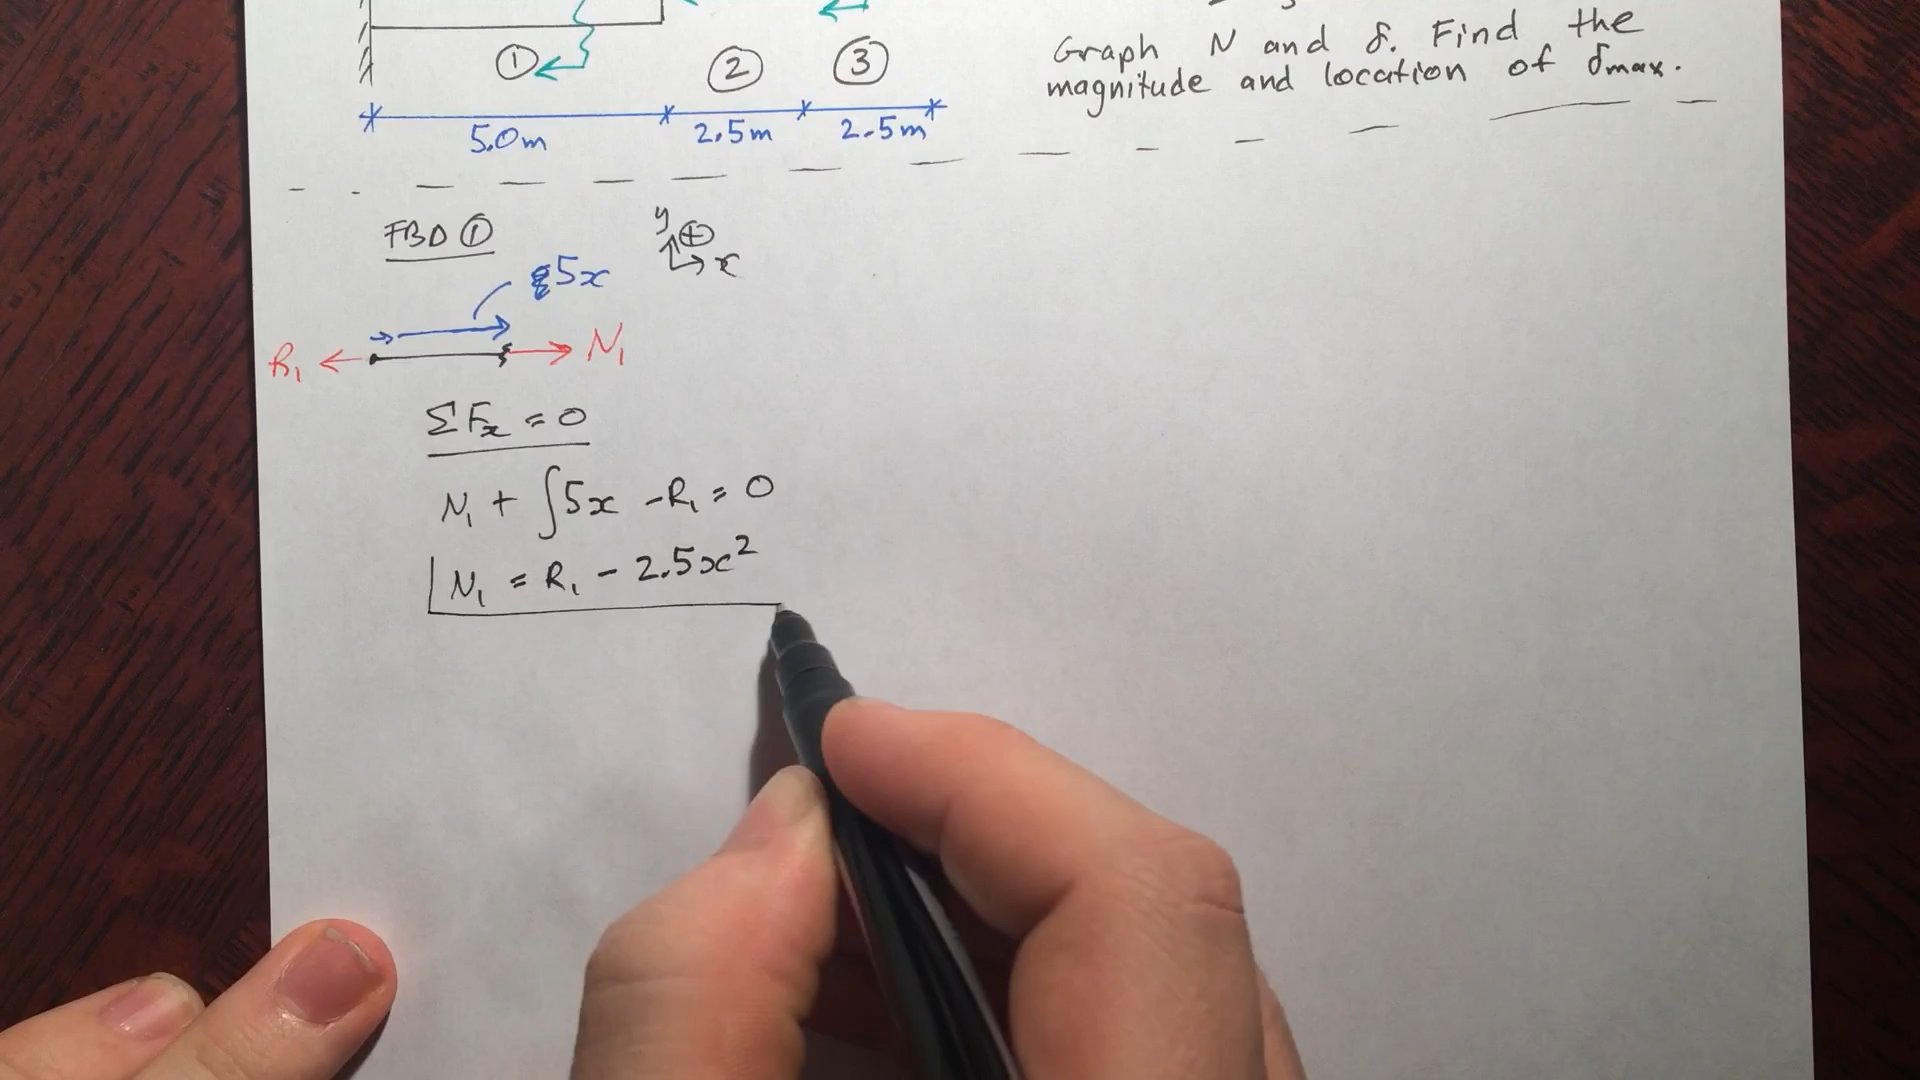 Graph N and δ. Find the
magnitude and location of δmax.
① ② ③
5.0m 2.5m 2.5m
FBD ①
y ⊕
x
5x
R₁ N₁
ΣFₓ = 0
N₁ + ∫5x - R₁ = 0
N₁ = R₁ - 2.5x²